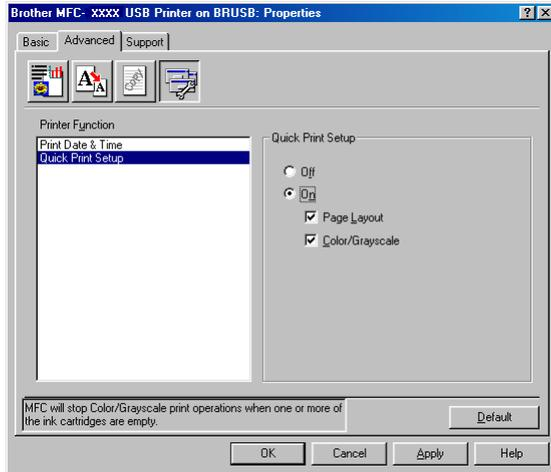 Brother MFC- XXXX USB Printer on BRUSB: Properties
Basic Advanced Support
Printer Function
Print Date & Time
Quick Print Setup
Quick Print Setup
Off
On
Page Layout
Color/Grayscale
MFC will stop Color/Grayscale print operations when one or more of
the ink cartridges are empty.
Default
OK Cancel Apply Help